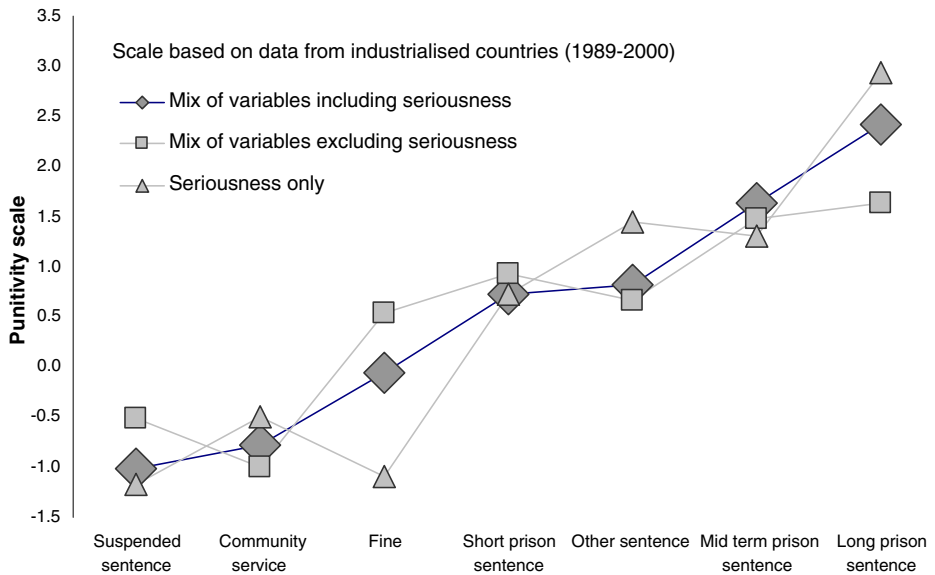 3.5
3.0
2.5
2.0
1.5
1.0
0.5
0.0
-0.5
-1.0
-1.5
Punitivity scale
Scale based on data from industrialised countries (1989-2000)
Mix of variables including seriousness
Mix of variables excluding seriousness
Seriousness only
Suspended
sentence
Community
service
Fine
Short prison
sentence
Other sentence
Mid term prison
sentence
Long prison
sentence